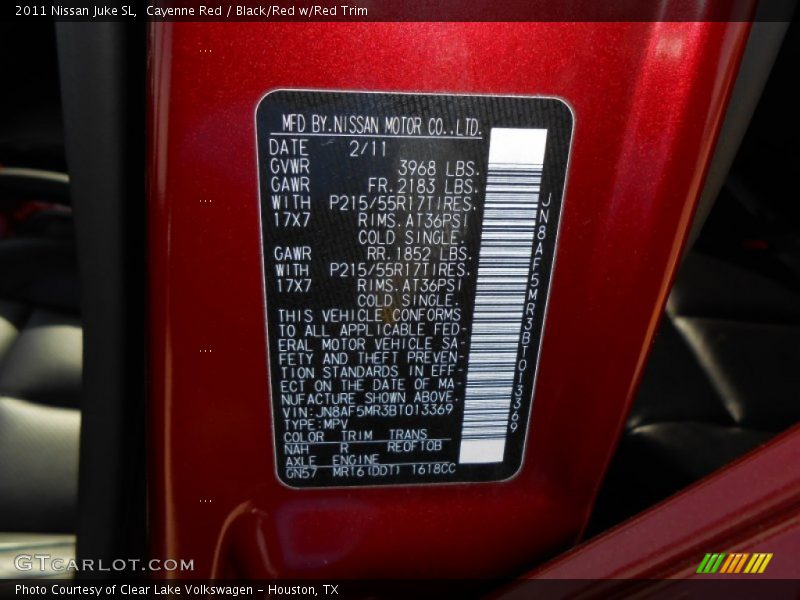 2011 Nissan Juke SL,  Cayenne Red / Black/Red w/Red Trim
MFD BY.NISSAN MOTOR CO.,LTD.
DATE 2/11
GVWR 3968 LBS.
GAWR FR.2183 LBS.
WITH P215/55R17TIRES.
17X7 RIMS.AT36PSI
COLD SINGLE.
GAWR RR.1852 LBS.
WITH P215/55R17TIRES.
17X7 RIMS.AT36PSI
COLD SINGLE.
THIS VEHICLE CONFORMS
TO ALL APPLICABLE FED-
ERAL MOTOR VEHICLE SA-
FETY AND THEFT PREVEN-
TION STANDARDS IN EFF-
ECT ON THE DATE OF MA-
NUFACTURE SHOWN ABOVE.
VIN:JN8AF5MR3BT013369
TYPE:MPV
COLOR TRIM TRANS
NAH R RE0F10B
AXLE ENGINE
GN57 MR16(DDT) 1618CC
JN8AF5MR3BT013369
GTCARLOT.COM
Photo Courtesy of Clear Lake Volkswagen - Houston, TX